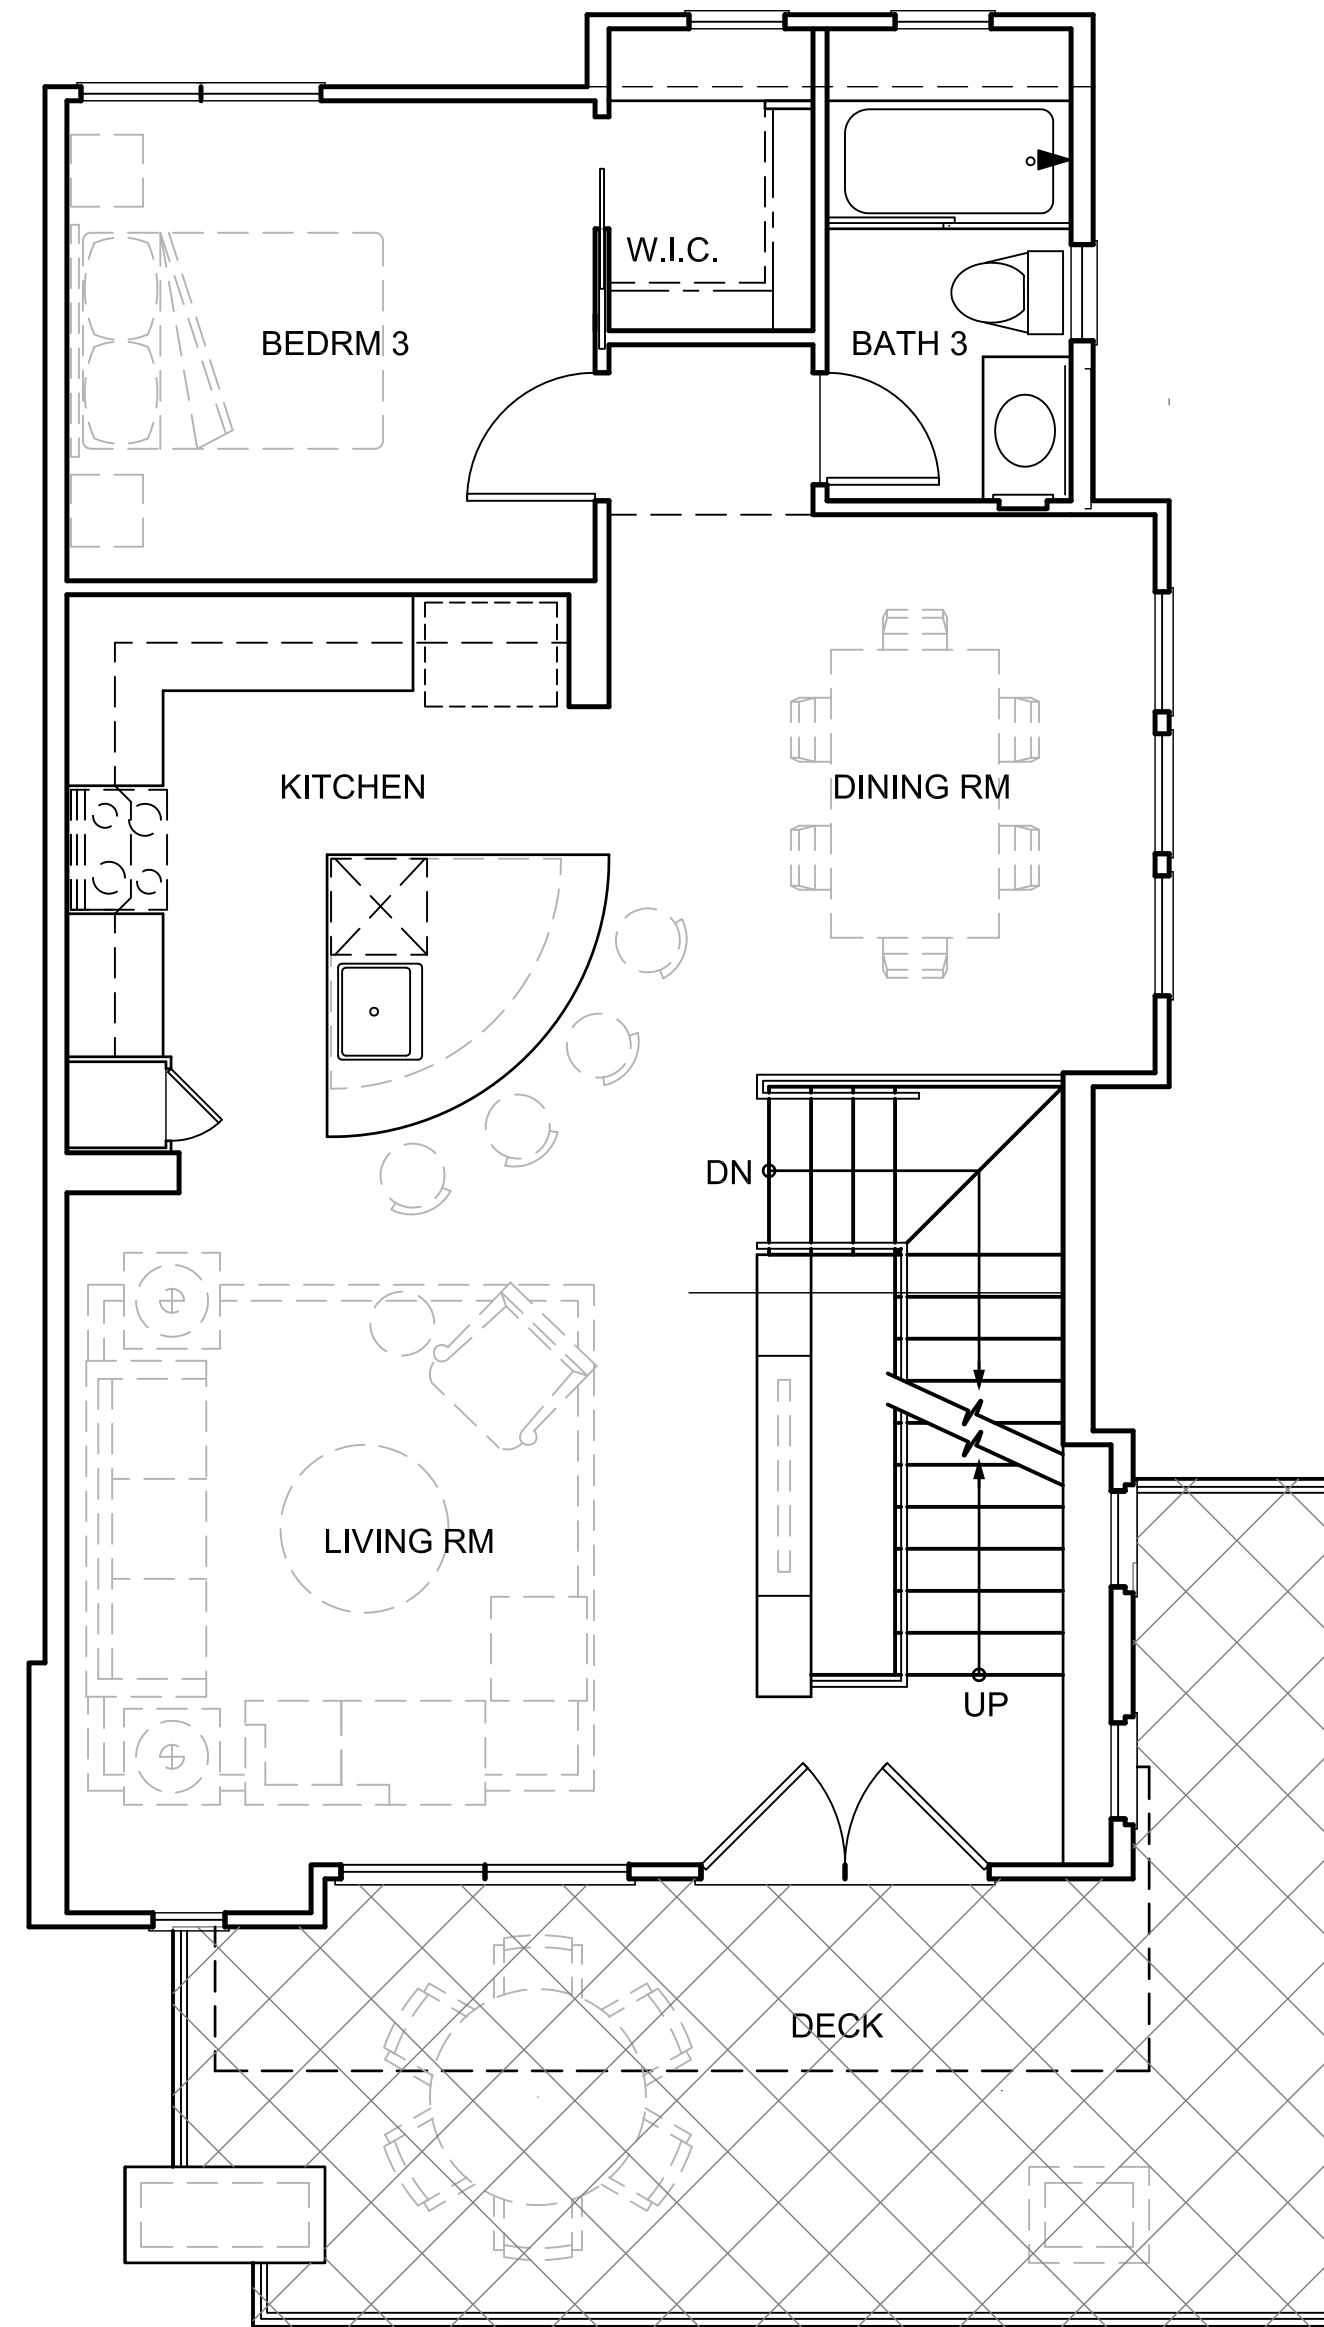 W.I.C.
BEDRM 3
BATH 3
KITCHEN
DINING RM
DN
LIVING RM
UP
DECK